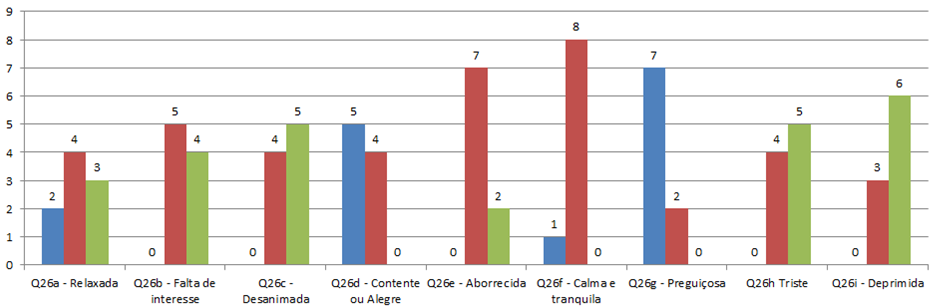 9
8
7
6
5
4
3
2
1
0
2 4 3
0 5 4
0 4 5
5 4 0
0 7 2
1 8 0
7 2 0
0 4 5
0 3 6
Q26a - Relaxada
Q26b - Falta de
interesse
Q26c -
Desanimada
Q26d - Contente
ou Alegre
Q26e - Aborrecida
Q26f - Calma e
tranquila
Q26g - Preguiçosa
Q26h Triste
Q26i - Deprimida